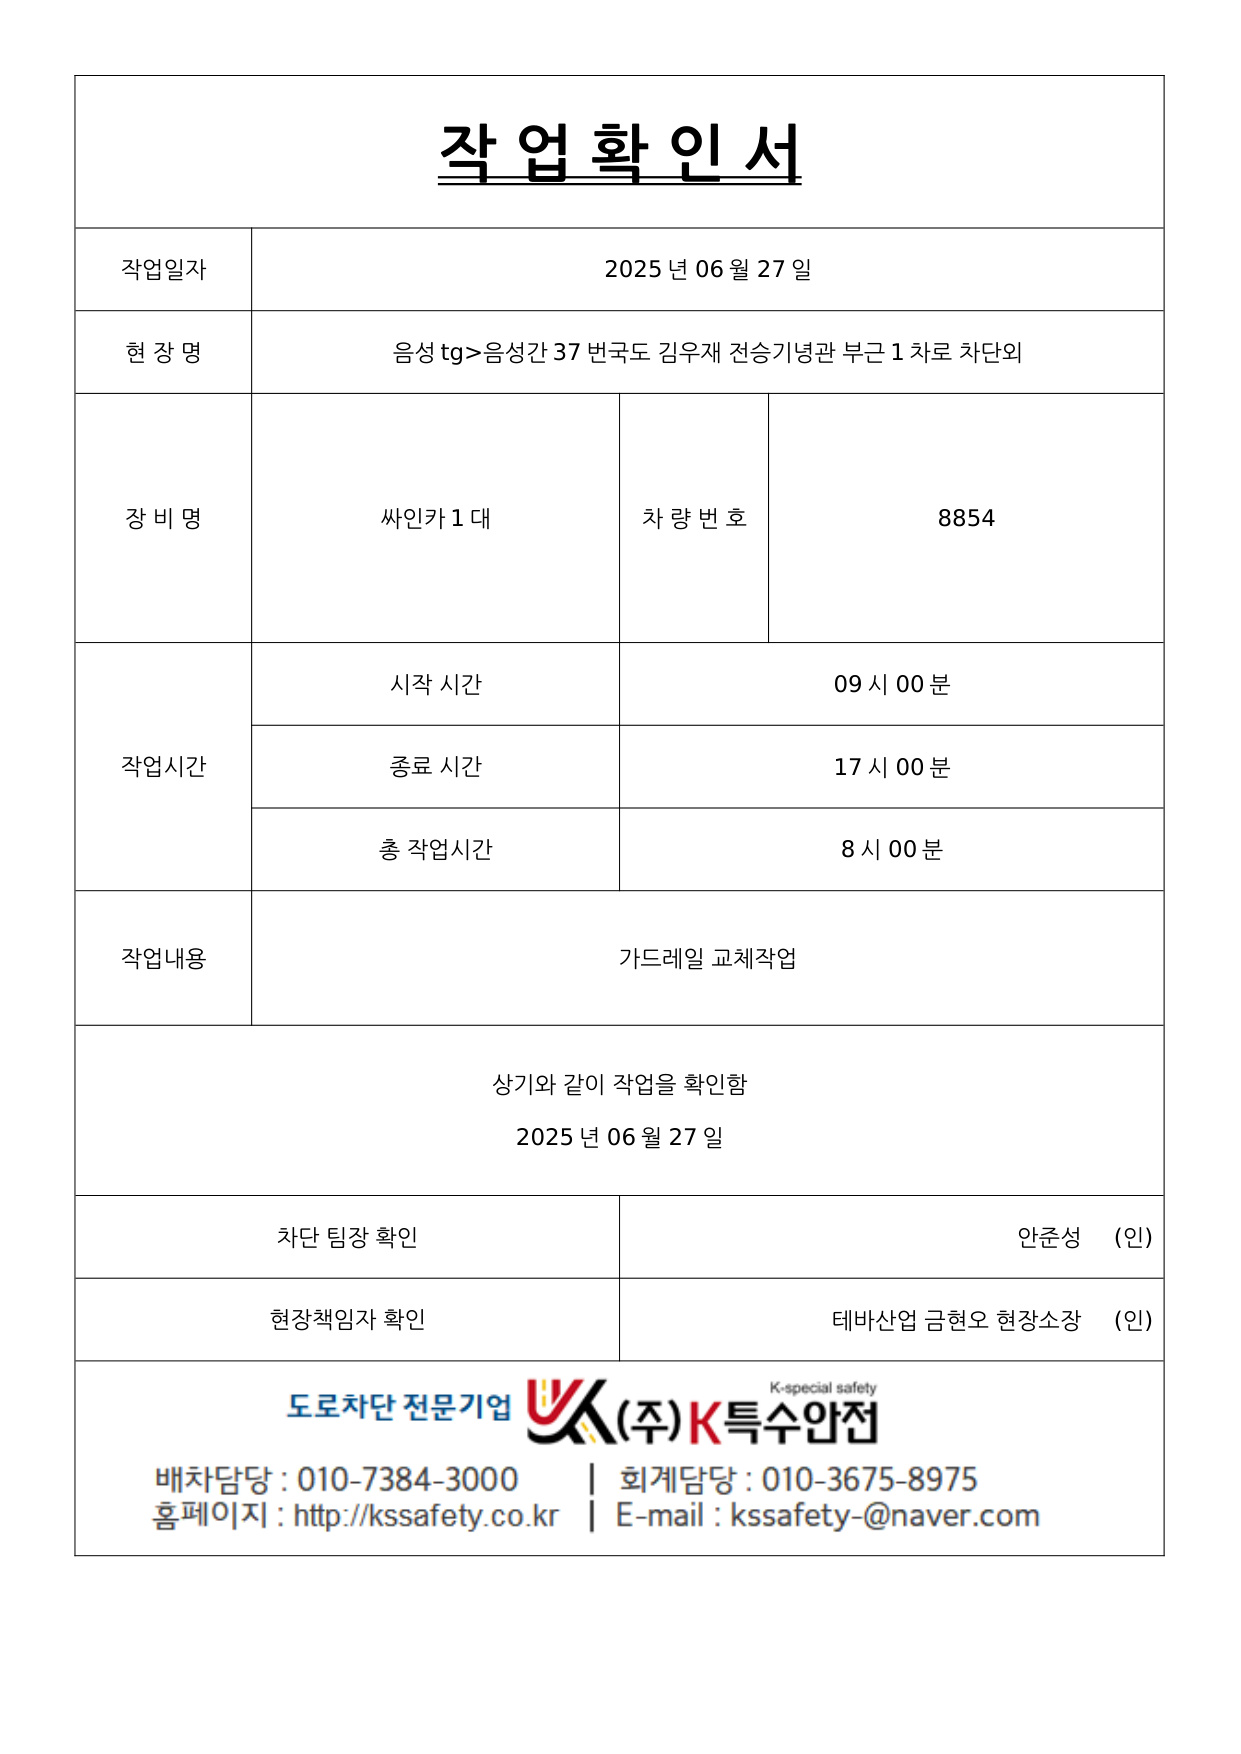 작 업 확 인 서
작업일자 2025 년 06 월 27 일
현 장 명 음성 tg>음성간 37 번국도 김우재 전승기녕관 부근 1 차로 차단외
장 비 명 싸인카 1 대 차 량 번 호 8854
작업시간 시작 시간 09 시 00 분
종료 시간 17 시 00 분
총 작업시간 8 시 00 분
작업내용 가드레일 교체작업
상기와 같이 작업을 확인함
2025 년 06 월 27 일
차단 팀장 확인 안준성 (인)
현장책임자 확인 테바산업 금현오 현장소장 (인)
K-special safety
도로차단 전문기업 (주)K특수안전
배차담당 : 010-7384-3000 | 회계담당 : 010-3675-8975
홈페이지 : http://kssafety.co.kr | E-mail : kssafety-@naver.com